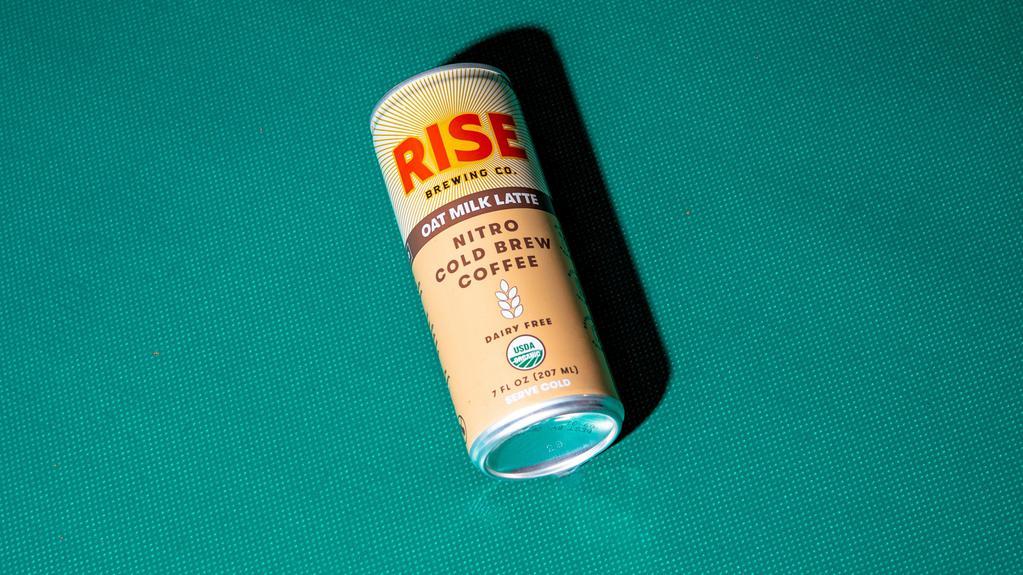 RISE
BREWING CO.
OAT MILK LATTE
NITRO
COLD BREW
COFFEE
DAIRY FREE
USDA
ORGANIC
7 FL OZ (207 ML)
SERVE COLD